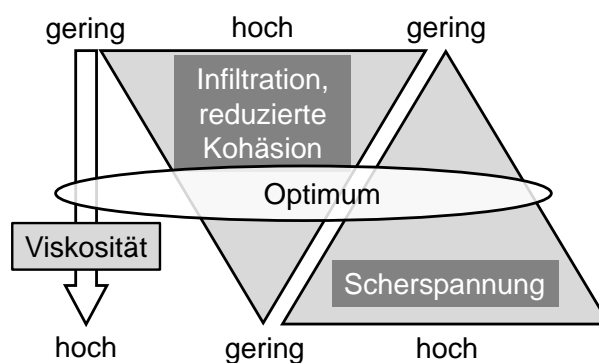 gering hoch gering
Infiltration,
reduzierte
Kohäsion
Optimum
Viskosität
Scherspannung
hoch gering hoch